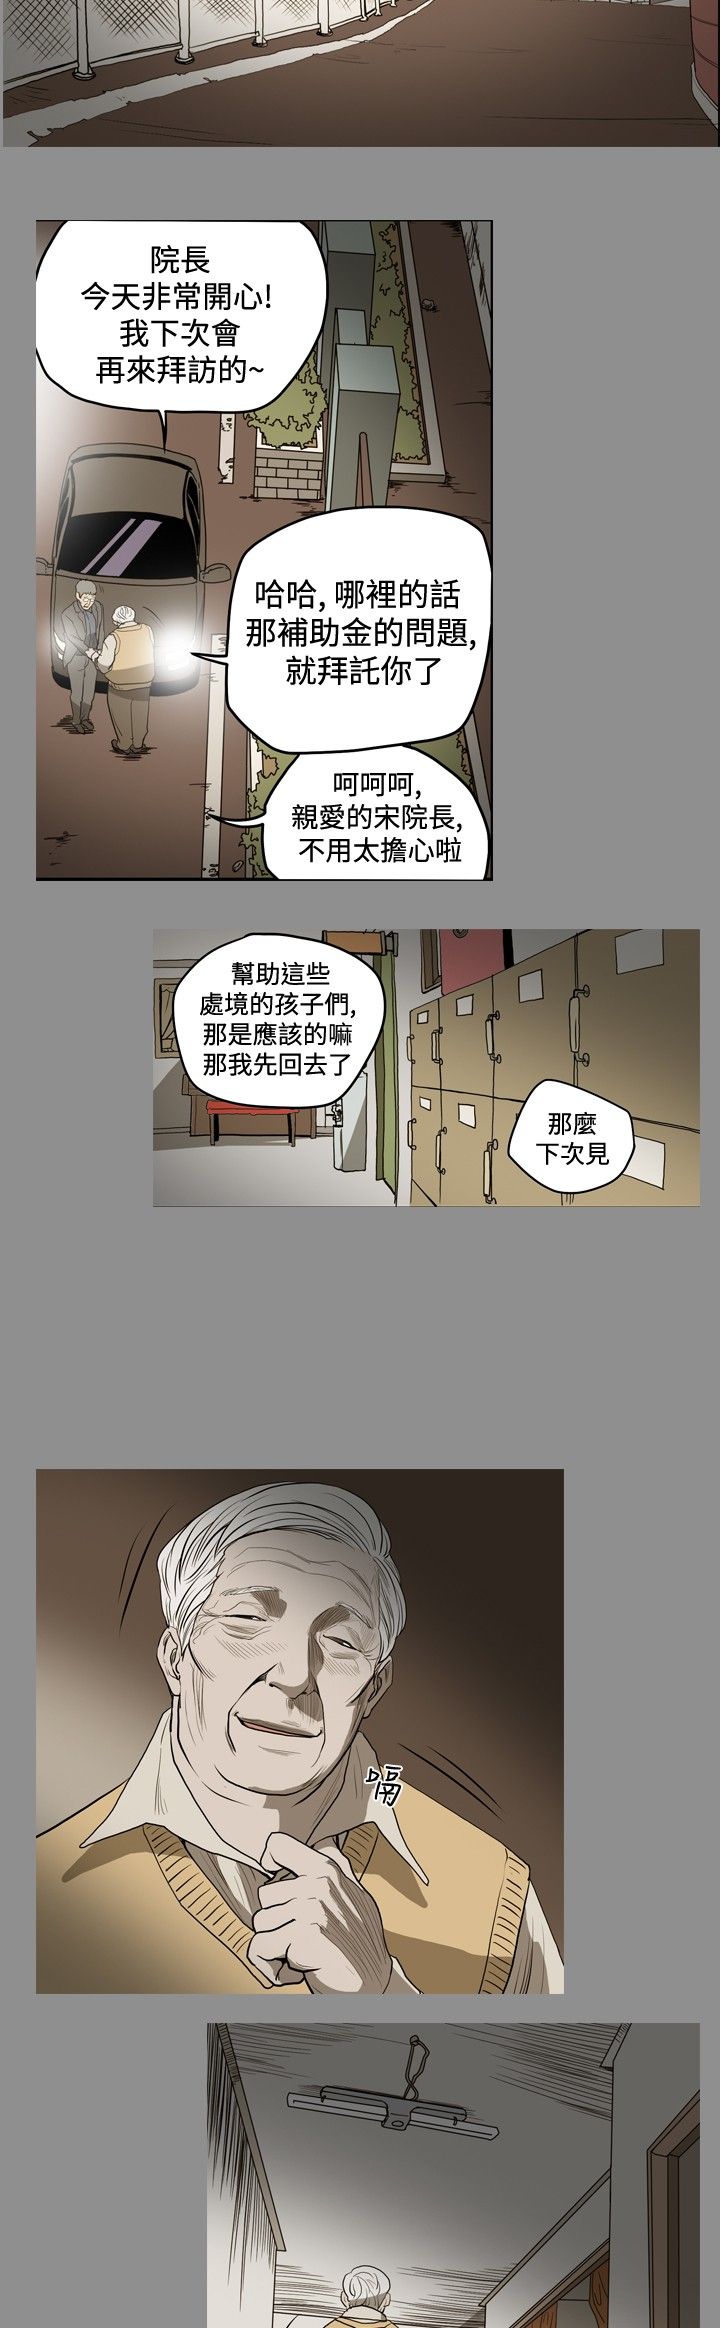 院長
今天非常開心!
我下次會
再來拜訪的~
哈哈, 哪裡的話
那補助金的問題,
就拜託你了
呵呵呵,
親愛的宋院長,
不用太擔心啦
幫助這些
處境的孩子們,
那是應該的嘛
那我先回去了
那麼
下次見
嗝